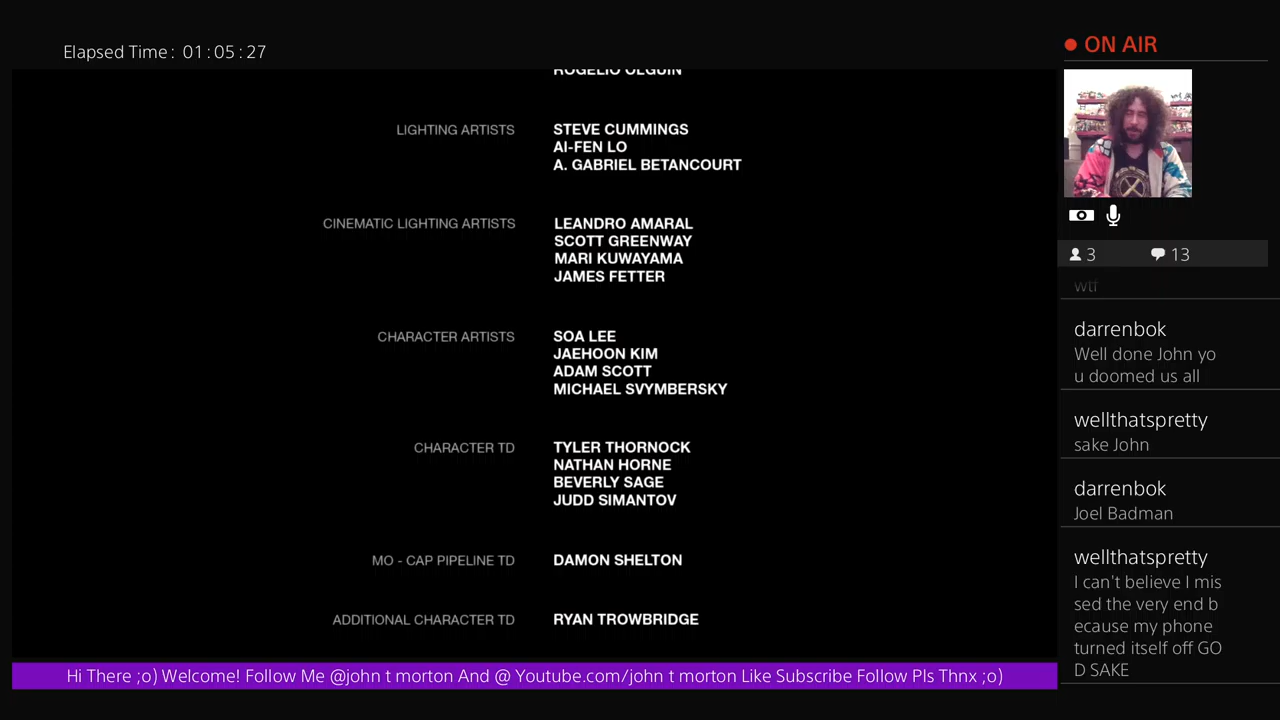 Elapsed Time: 01:05:27
ON AIR
ROGELIO OLGUIN
LIGHTING ARTISTS STEVE CUMMINGS
AI-FEN LO
A. GABRIEL BETANCOURT
CINEMATIC LIGHTING ARTISTS LEANDRO AMARAL
SCOTT GREENWAY
MARI KUWAYAMA
JAMES FETTER
CHARACTER ARTISTS SOA LEE
JAEHOON KIM
ADAM SCOTT
MICHAEL SVYMBERSKY
CHARACTER TD TYLER THORNOCK
NATHAN HORNE
BEVERLY SAGE
JUDD SIMANTOV
MO - CAP PIPELINE TD DAMON SHELTON
ADDITIONAL CHARACTER TD RYAN TROWBRIDGE
3 13
wtf
darrenbok
Well done John yo
u doomed us all
wellthatspretty
sake John
darrenbok
Joel Badman
wellthatspretty
I can't believe I mis
sed the very end b
ecause my phone
turned itself off GO
D SAKE
Hi There ;o) Welcome! Follow Me @john t morton And @ Youtube.com/john t morton Like Subscribe Follow Pls Thnx ;o)